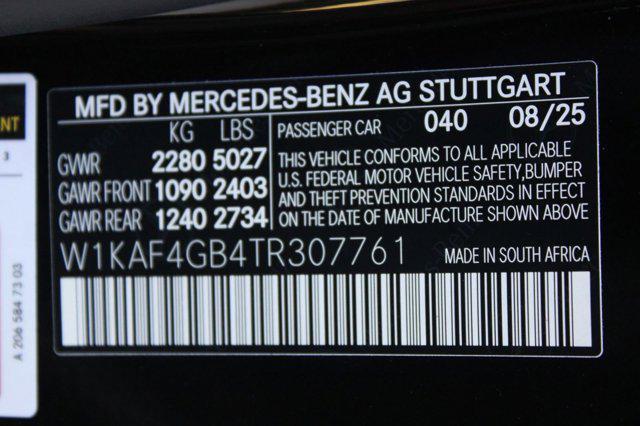 MFD BY MERCEDES-BENZ AG STUTTGART
KG LBS
GVWR 2280 5027
GAWR FRONT 1090 2403
GAWR REAR 1240 2734
PASSENGER CAR 040 08/25
THIS VEHICLE CONFORMS TO ALL APPLICABLE
U.S. FEDERAL MOTOR VEHICLE SAFETY,BUMPER
AND THEFT PREVENTION STANDARDS IN EFFECT
ON THE DATE OF MANUFACTURE SHOWN ABOVE
W1KAF4GB4TR307761 MADE IN SOUTH AFRICA
NT
3
A 206 584 73 03